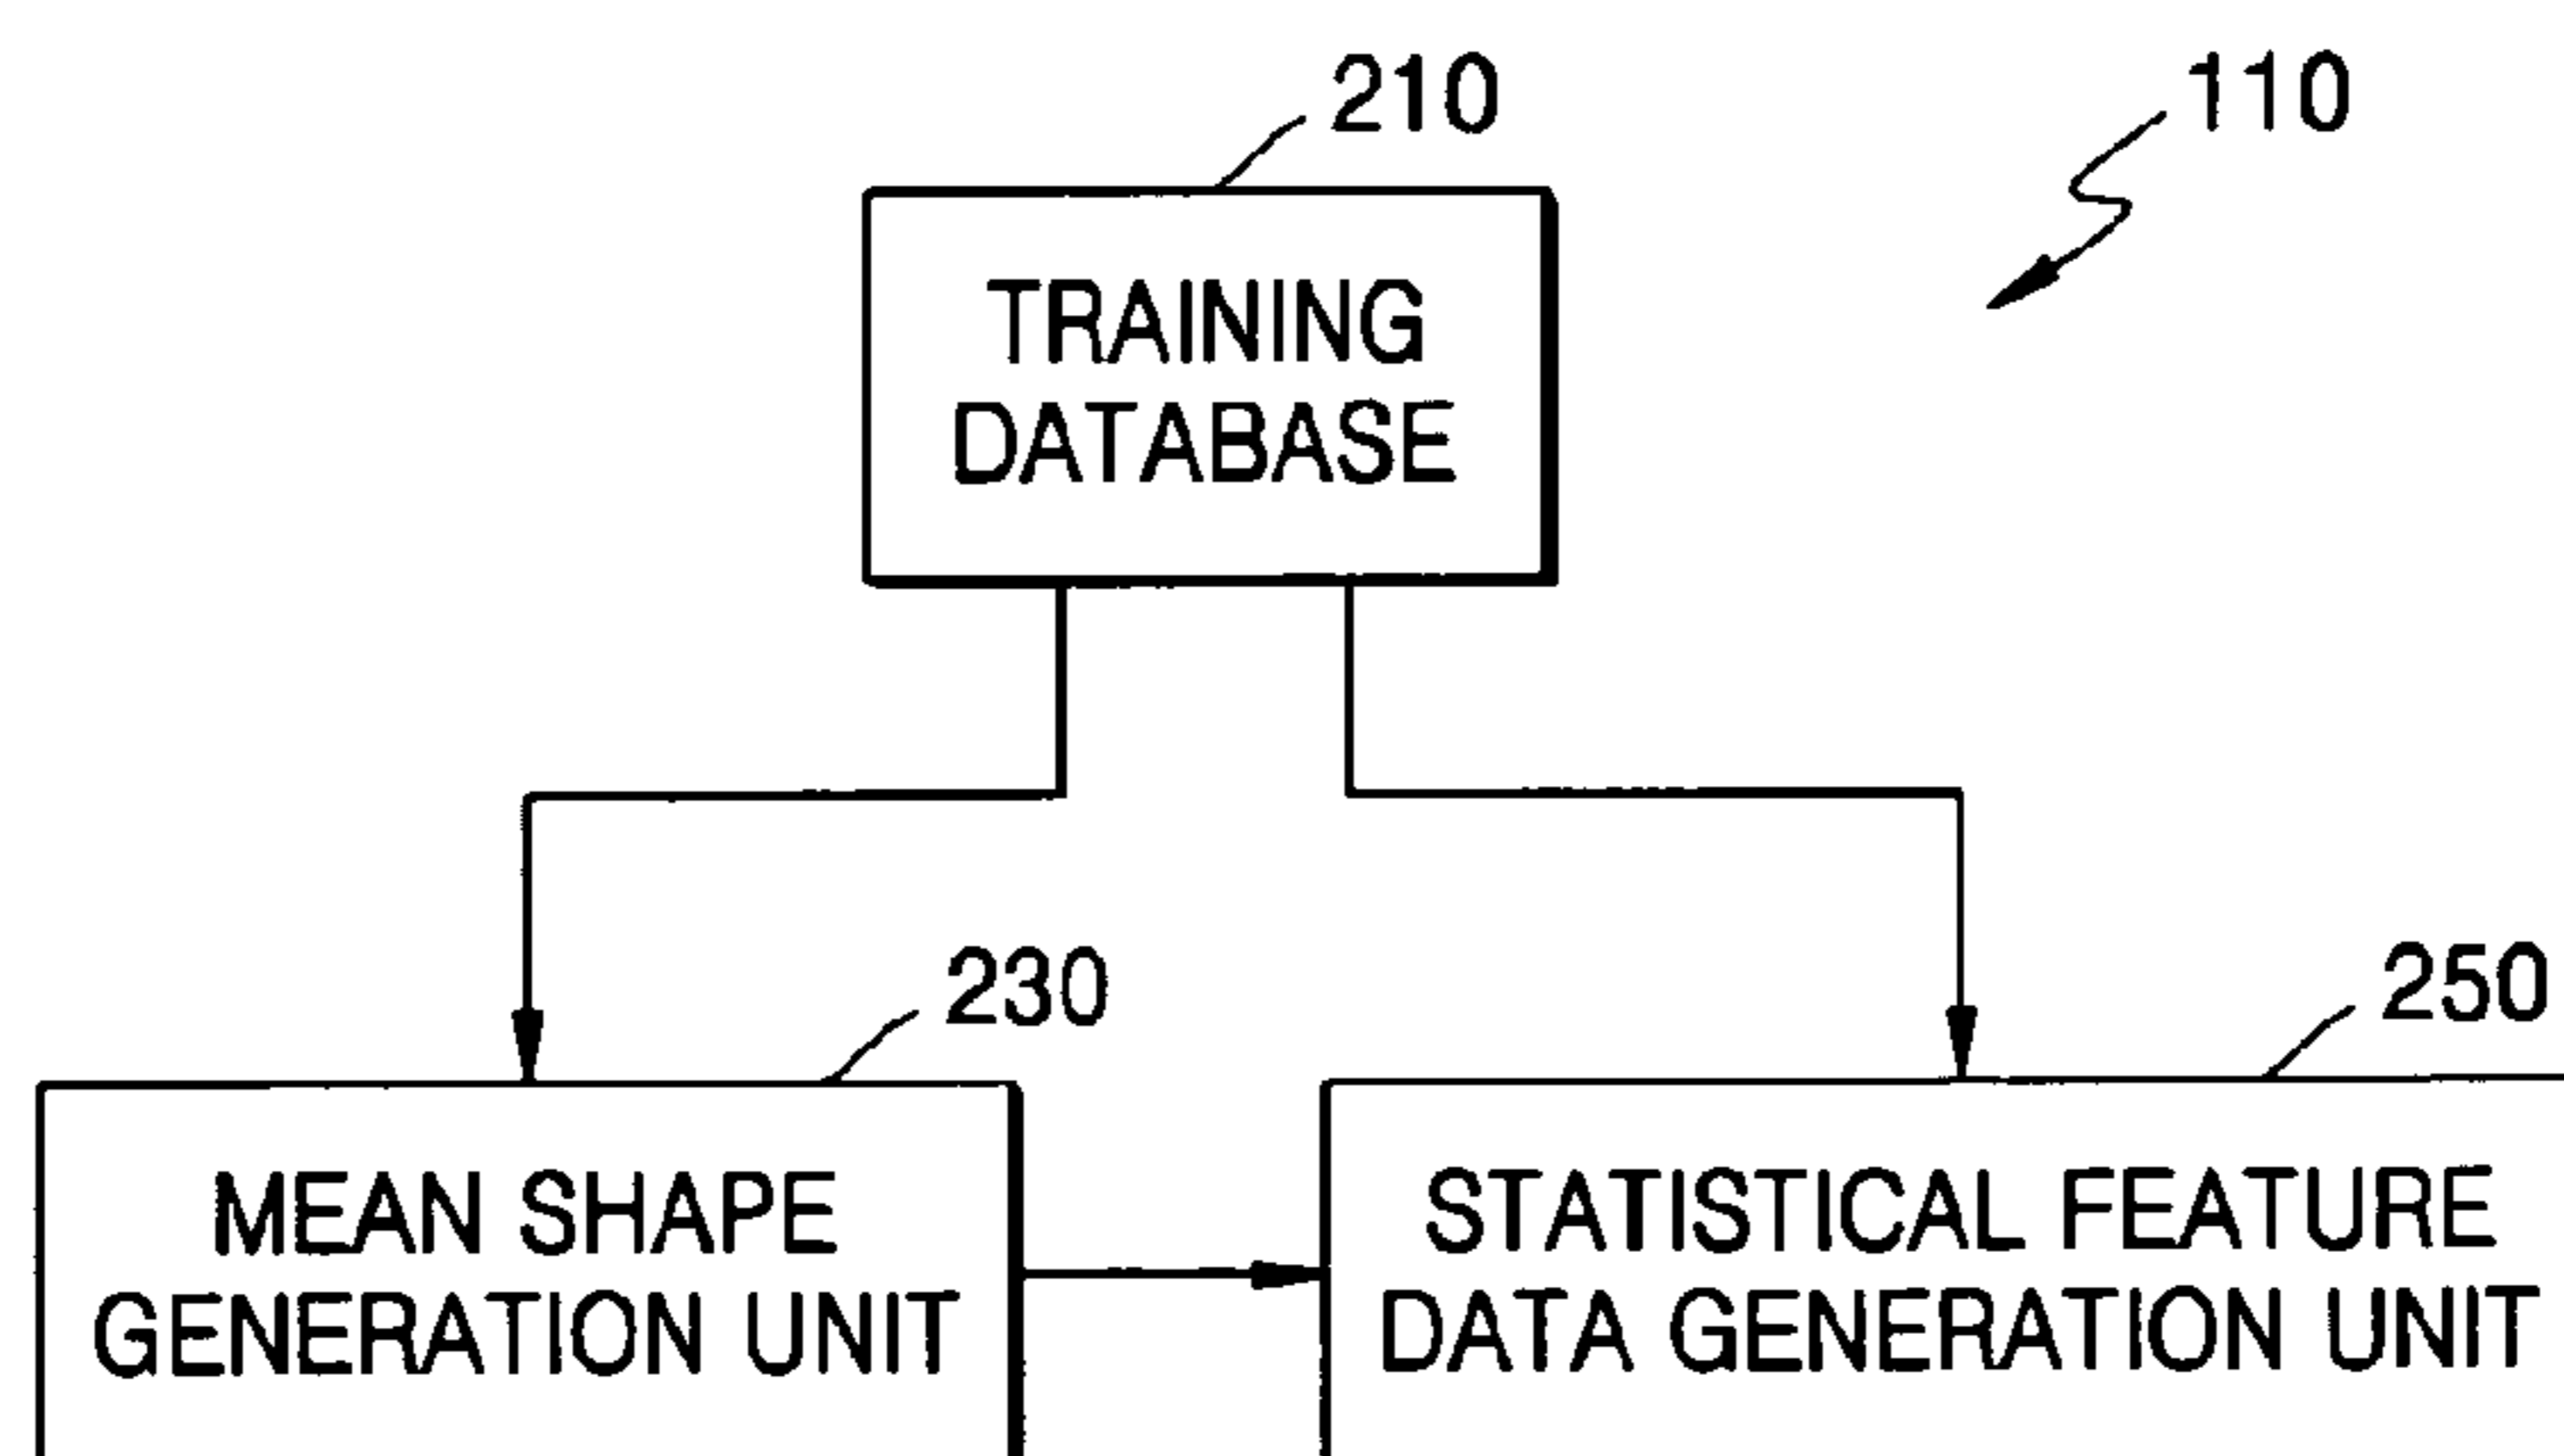 210
110
TRAINING
DATABASE
230
250
MEAN SHAPE
GENERATION UNIT
STATISTICAL FEATURE
DATA GENERATION UNIT